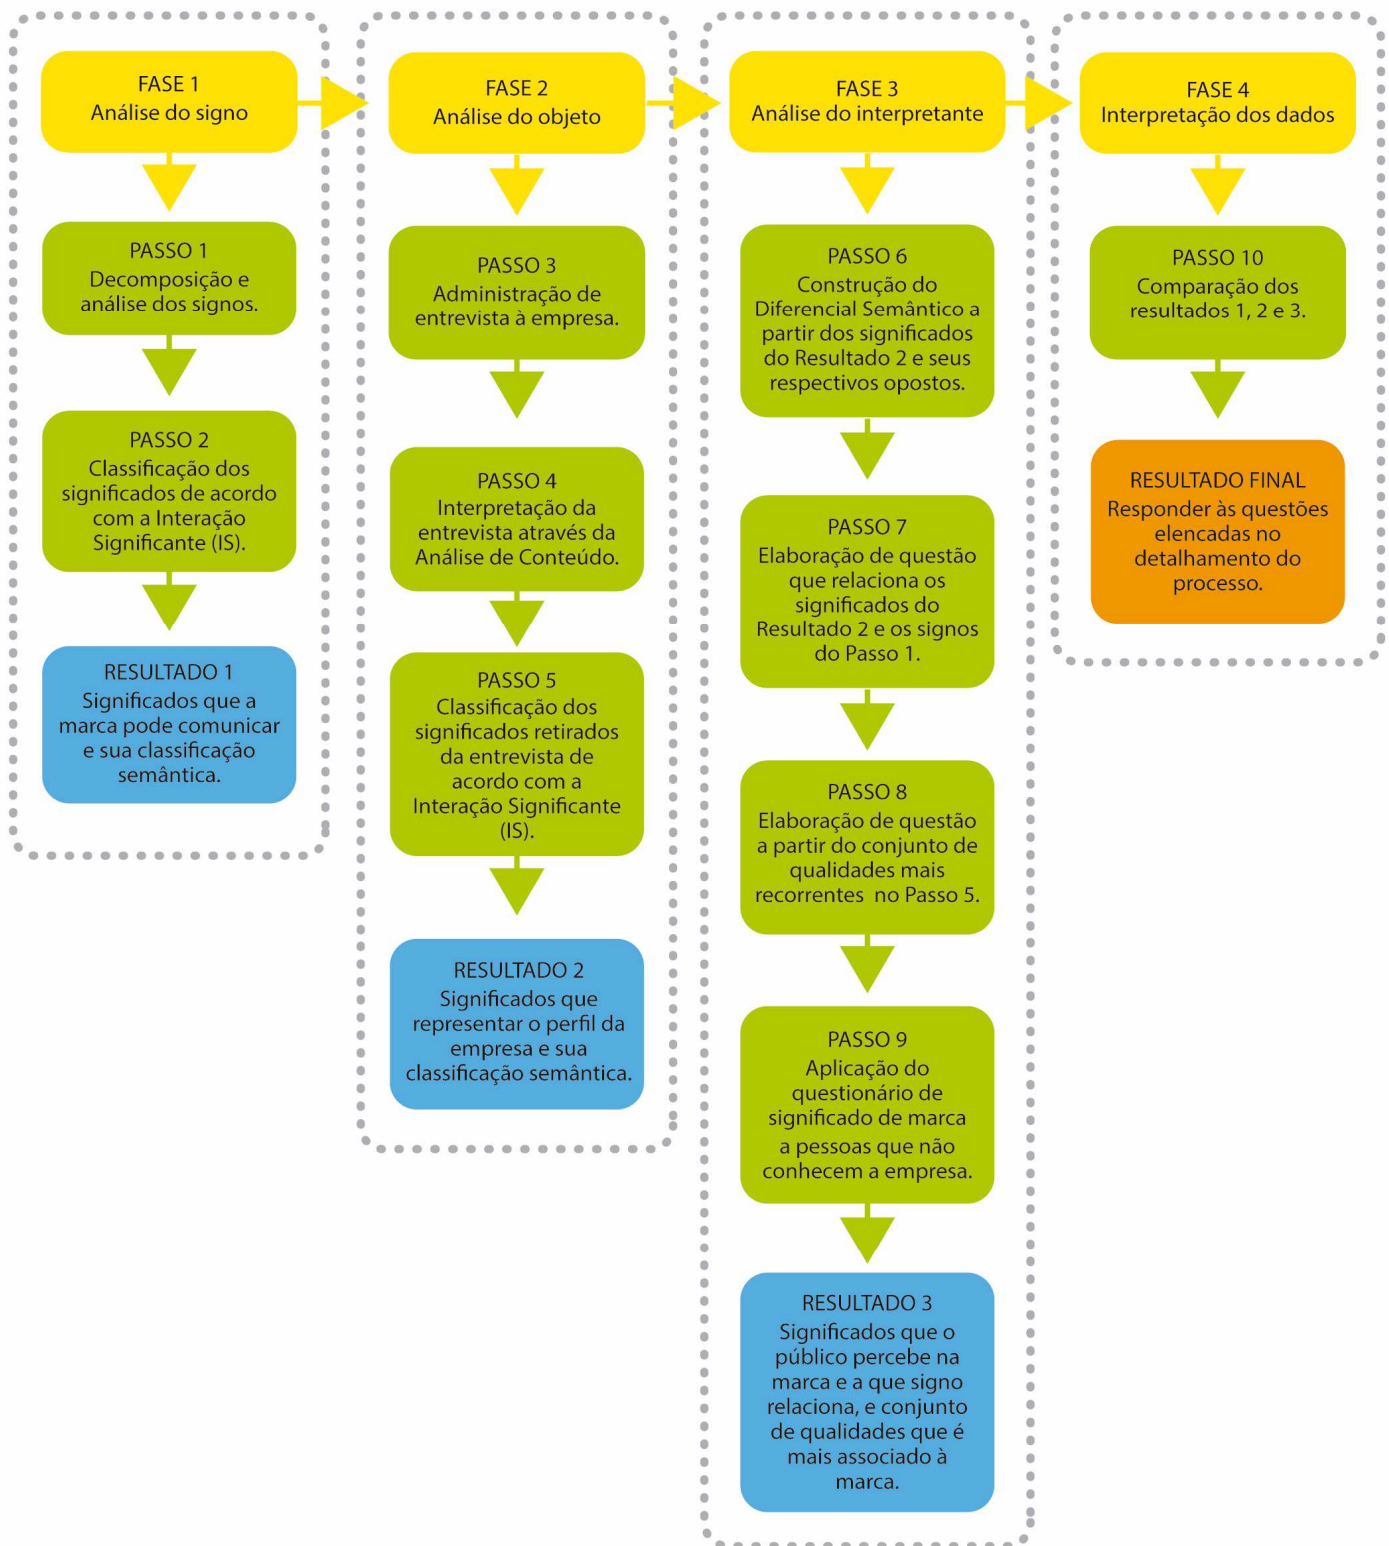 FASE 1
Análise do signo
PASSO 1
Decomposição e
análise dos signos.
PASSO 2
Classificação dos
significados de acordo
com a Interação
Significante (IS).
RESULTADO 1
Significados que a
marca pode comunicar
e sua classificação
semântica.
FASE 2
Análise do objeto
PASSO 3
Administração de
entrevista à empresa.
PASSO 4
Interpretação da
entrevista através da
Análise de Conteúdo.
PASSO 5
Classificação dos
significados retirados
da entrevista de
acordo com a
Interação Significante
(IS).
RESULTADO 2
Significados que
representar o perfil da
empresa e sua
classificação semântica.
FASE 3
Análise do interpretante
PASSO 6
Construção do
Diferencial Semântico a
partir dos significados
do Resultado 2 e seus
respectivos opostos.
PASSO 7
Elaboração de questão
que relaciona os
significados do
Resultado 2 e os signos
do Passo 1.
PASSO 8
Elaboração de questão
a partir do conjunto de
qualidades mais
recorrentes no Passo 5.
PASSO 9
Aplicação do
questionário de
significado de marca
a pessoas que não
conhecem a empresa.
RESULTADO 3
Significados que o
público percebe na
marca e a que signo
relaciona, e conjunto
de qualidades que é
mais associado à
marca.
FASE 4
Interpretação dos dados
PASSO 10
Comparação dos
resultados 1, 2 e 3.
RESULTADO FINAL
Responder às questões
elencadas no
detalhamento do
processo.